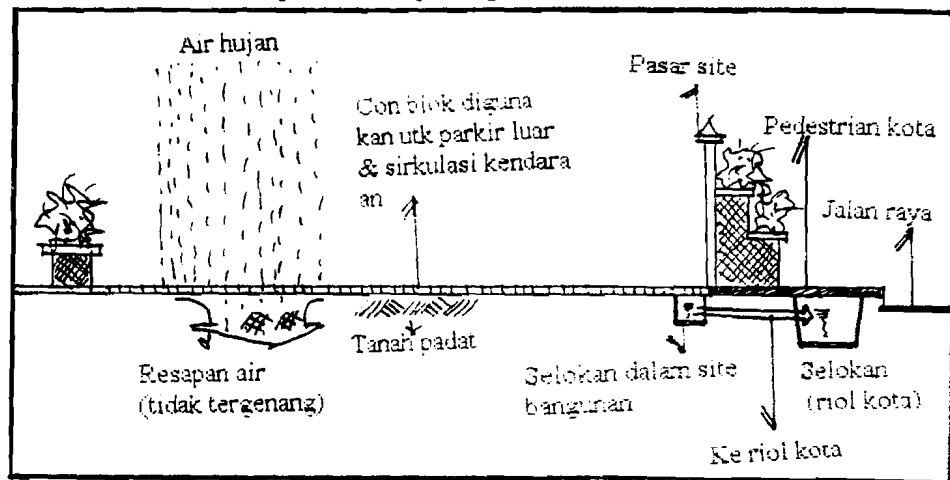 Air hujan
Con blok diguna
kan utk parkir luar
& sirkulasi kendara
an
Pasar site
Pedestrian kota
Jalan raya
Resapan air
(tidak tergenang)
Tanah padat
Selokan dalam site
bangunan
Selokan
(riol kota)
Ke riol kota